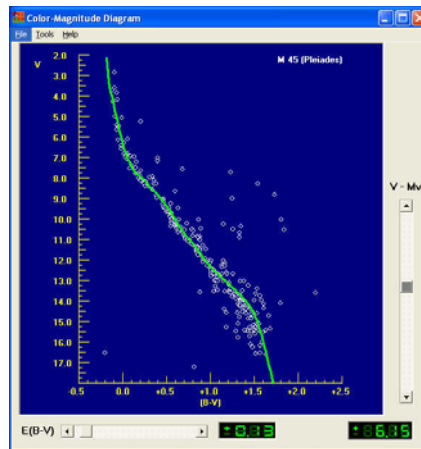 Color-Magnitude Diagram
File Tools Help
V
M 45 (Pleiades)
2.0
3.0
4.0
5.0
6.0
7.0
8.0
9.0
10.0
11.0
12.0
13.0
14.0
15.0
16.0
17.0
-0.5 0.0 +0.5 +1.0 +1.5 +2.0 +2.5
(B-V)
V - Mv
E(B-V) +0.13 +6.15